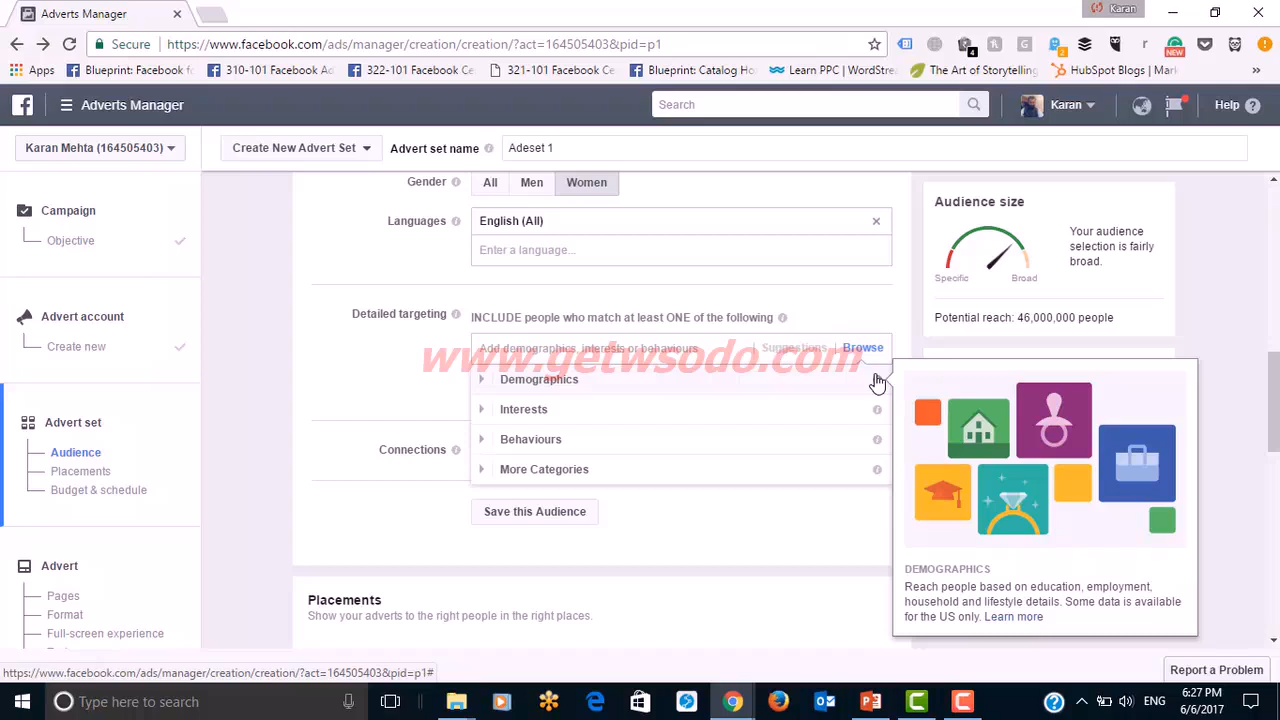 Adverts Manager
Karan
Secure
https://www.facebook.com/ads/manager/creation/creation/?act=164505403&pid=p1
Apps
Blueprint: Facebook fo
310-101 Facebook Ad
322-101 Facebook Ce
321-101 Facebook Cer
Blueprint: Catalog Ho
Learn PPC (WordStrea
The Art of Storytelling
HubSpot Blogs | Mark
Adverts Manager
Search
Karan
Help
Karan Mehta (164505403)
Create New Advert Set
Advert set name
Adeset 1
Campaign
Objective
Advert account
Create new
Advert set
Audience
Placements
Budget & schedule
Advert
Pages
Format
Full-screen experience
Gender
All
Men
Women
Languages
English (All)
Enter a language...
Detailed targeting
INCLUDE people who match at least ONE of the following
Add demographics, interests or behaviours
Suggestions
Browse
www.getwsodo.com
Demographics
Interests
Behaviours
More Categories
Connections
Save this Audience
Placements
Show your adverts to the right people in the right places.
Audience size
Your audience
selection is fairly
broad.
Specific
Broad
Potential reach: 46,000,000 people
DEMOGRAPHICS
Reach people based on education, employment,
household and lifestyle details. Some data is available
for the US only. Learn more
https://www.facebook.com/ads/manager/creation/creation/?act=164505403&pid=p1#
Report a Problem
Type here to search
ENG
6:27 PM
6/6/2017